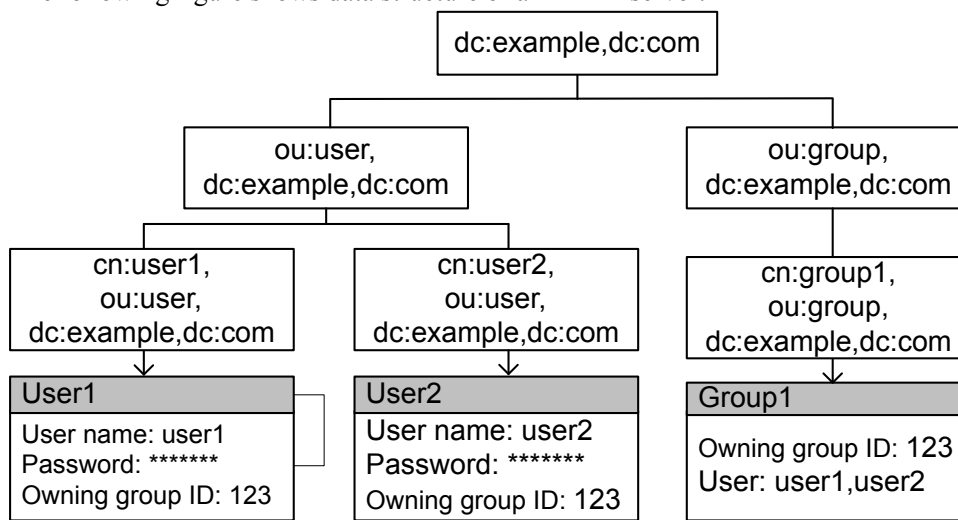 dc:example,dc:com
ou:user,
dc:example,dc:com
ou:group,
dc:example,dc:com
cn:user1,
ou:user,
dc:example,dc:com
cn:user2,
ou:user,
dc:example,dc:com
cn:group1,
ou:group,
dc:example,dc:com
User1
User name: user1
Password: *******
Owning group ID: 123
User2
User name: user2
Password: *******
Owning group ID: 123
Group1
Owning group ID: 123
User: user1,user2